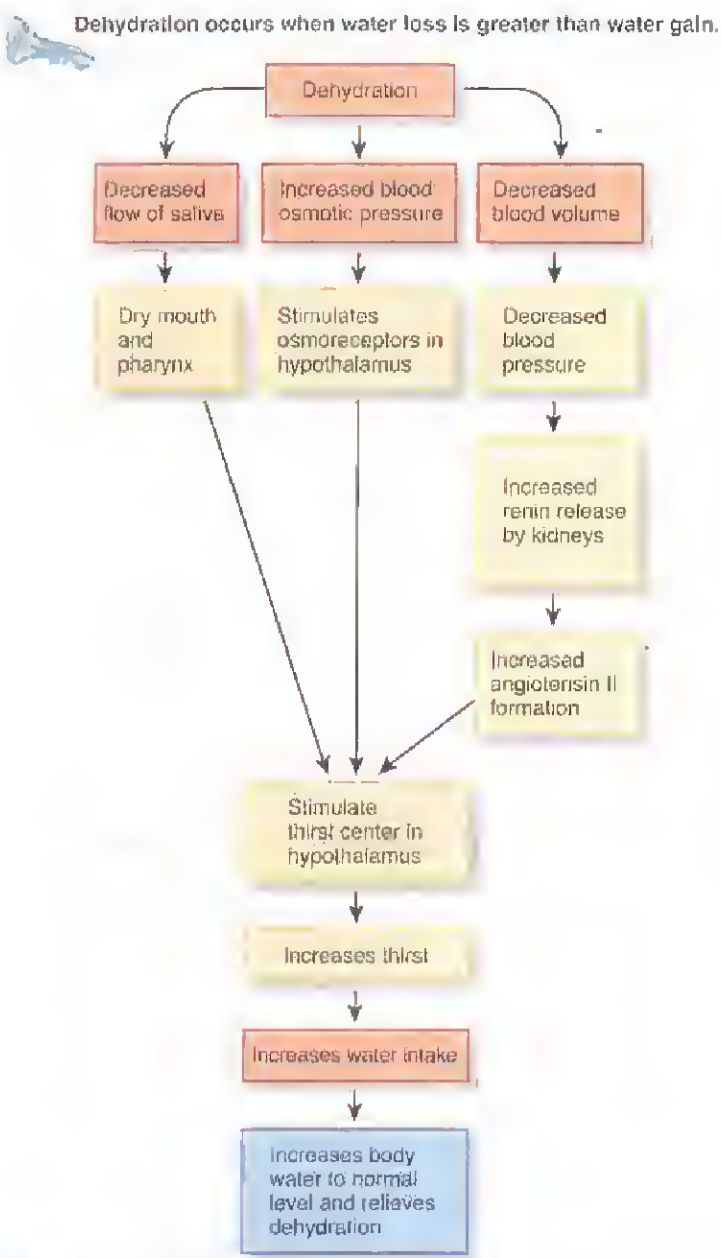 Dehydration occurs when water loss is greater than water gain.
Dehydration
Decreased
flow of saliva
Increased blood
osmotic pressure
Decreased
blood volume
Dry mouth
and
pharynx
Stimulates
osmoreceptors in
hypothalamus
Decreased
blood
pressure
Increased
renin release
by kidneys
Increased
angiotensin II
formation
Stimulate
thirst center in
hypothalamus
Increases thirst
Increases water intake
Increases body
water to normal
level and relieves
dehydration